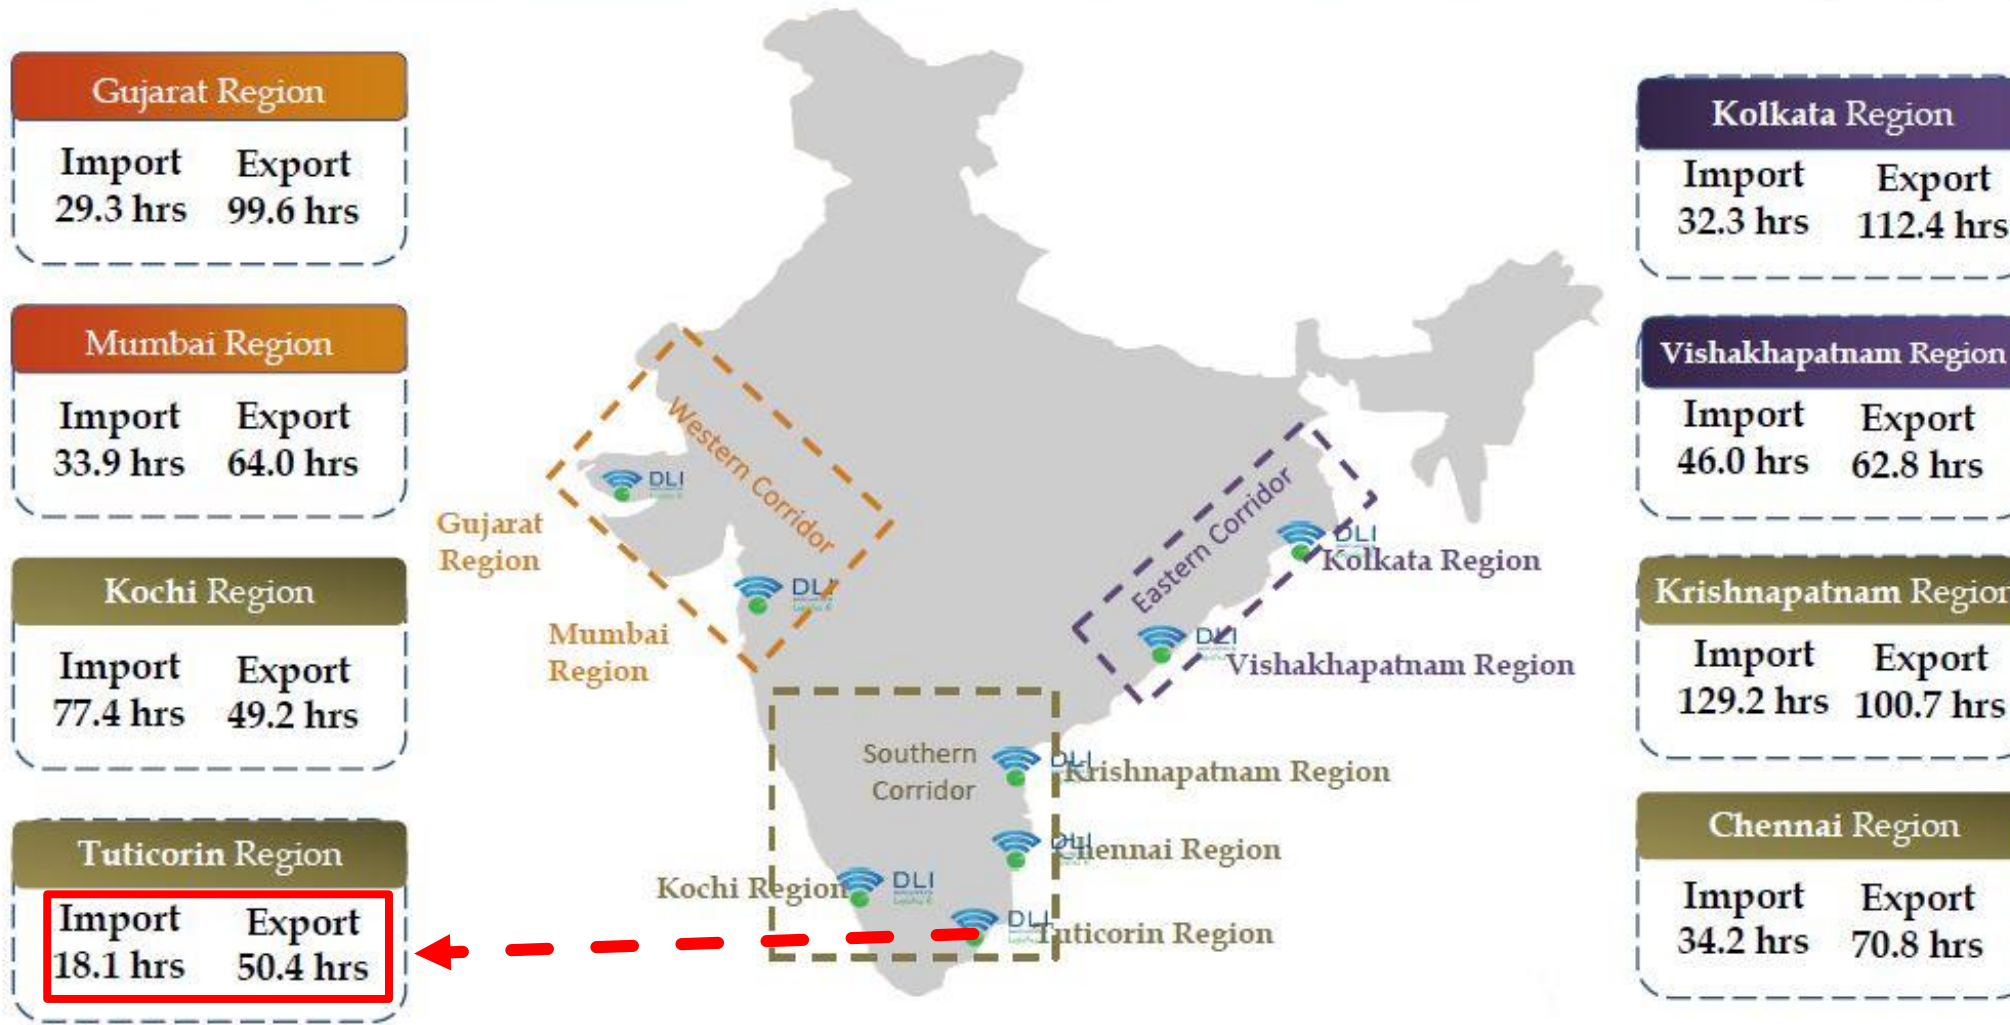 Gujarat Region
Import Export
29.3 hrs 99.6 hrs
Mumbai Region
Import Export
33.9 hrs 64.0 hrs
Kochi Region
Import Export
77.4 hrs 49.2 hrs
Tuticorin Region
Import Export
18.1 hrs 50.4 hrs
Western Corridor
DLI
Gujarat
Region
DLI
Mumbai
Region
Eastern Corridor
DLI
Kolkata Region
DLI
Vishakhapatnam Region
Southern
Corridor
DLI
Krishnapatnam Region
DLI
Chennai Region
Kochi Region
DLI
DLI
Tuticorin Region
Kolkata Region
Import Export
32.3 hrs 112.4 hrs
Vishakhapatnam Region
Import Export
46.0 hrs 62.8 hrs
Krishnapatnam Region
Import Export
129.2 hrs 100.7 hrs
Chennai Region
Import Export
34.2 hrs 70.8 hrs